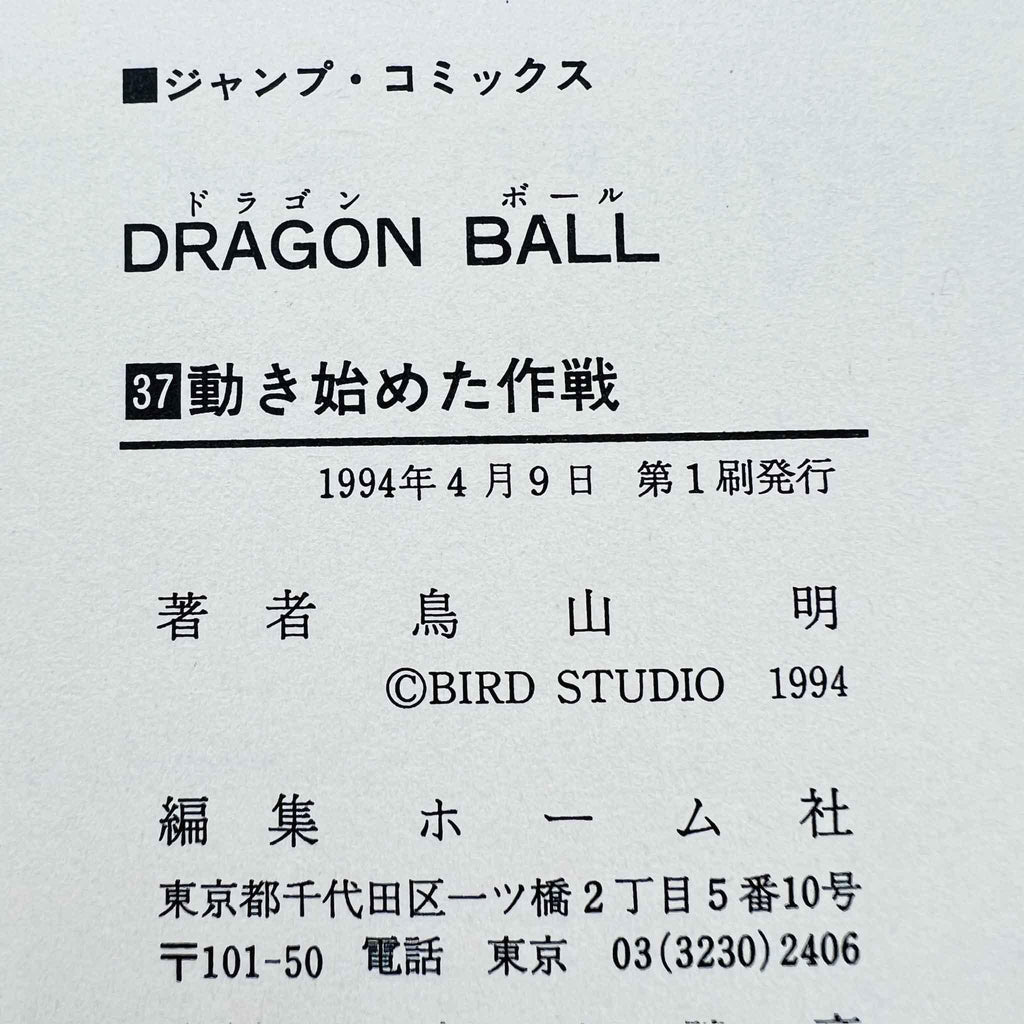 ■ジャンプ・コミックス
ドラゴン ボール
DRAGON BALL
37動き始めた作戦
1994年4月9日 第1刷発行
著者 鳥山 明
©BIRD STUDIO 1994
編集 ホーム社
東京都千代田区一ツ橋2丁目5番10号
〒101-50 電話 東京 03(3230)2406